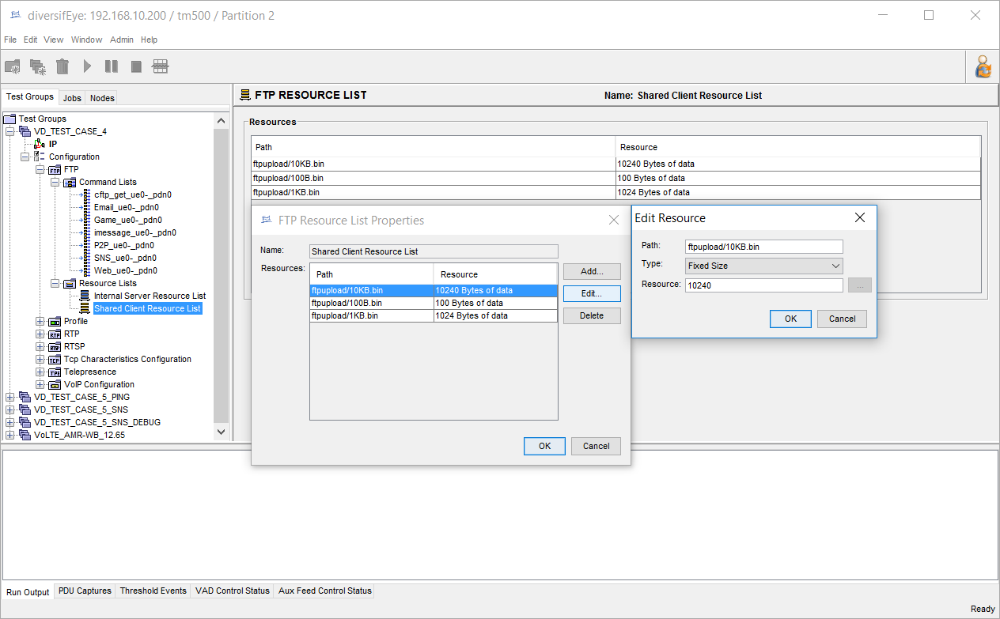 diversifEye: 192.168.10.200 / tm500 / Partition 2
File Edit View Window Admin Help
Test Groups Jobs Nodes
FTP RESOURCE LIST Name: Shared Client Resource List
Test Groups
VD_TEST_CASE_4
IP
Configuration
FTP
Command Lists
cftp_get_ue0-_pdn0
Email_ue0-_pdn0
Game_ue0-_pdn0
imessage_ue0-_pdn0
P2P_ue0-_pdn0
SNS_ue0-_pdn0
Web_ue0-_pdn0
Resource Lists
Internal Server Resource List
Shared Client Resource List
Profile
RTP
RTSP
Tcp Characteristics Configuration
Telepresence
VoIP Configuration
VD_TEST_CASE_5_PING
VD_TEST_CASE_5_SNS
VD_TEST_CASE_5_SNS_DEBUG
VoLTE_AMR-WB_12.65
Resources
Path Resource
ftpupload/10KB.bin 10240 Bytes of data
ftpupload/100B.bin 100 Bytes of data
ftpupload/1KB.bin 1024 Bytes of data
FTP Resource List Properties
Name: Shared Client Resource List
Resources:
Path Resource
ftpupload/10KB.bin 10240 Bytes of data
ftpupload/100B.bin 100 Bytes of data
ftpupload/1KB.bin 1024 Bytes of data
Add...
Edit...
Delete
OK Cancel
Edit Resource
Path: ftpupload/10KB.bin
Type: Fixed Size
Resource: 10240 ...
OK Cancel
Run Output PDU Captures Threshold Events VAD Control Status Aux Feed Control Status
Ready